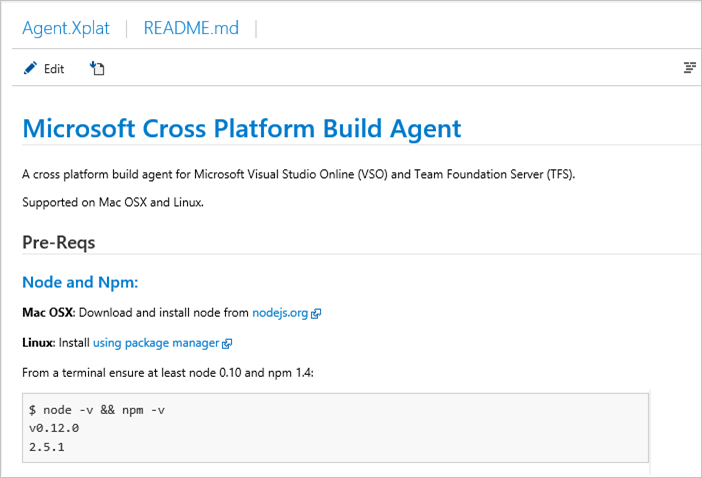 Agent.Xplat | README.md |
Edit
Microsoft Cross Platform Build Agent
A cross platform build agent for Microsoft Visual Studio Online (VSO) and Team Foundation Server (TFS).
Supported on Mac OSX and Linux.
Pre-Reqs
Node and Npm:
Mac OSX: Download and install node from nodejs.org
Linux: Install using package manager
From a terminal ensure at least node 0.10 and npm 1.4:
$ node -v && npm -v
v0.12.0
2.5.1